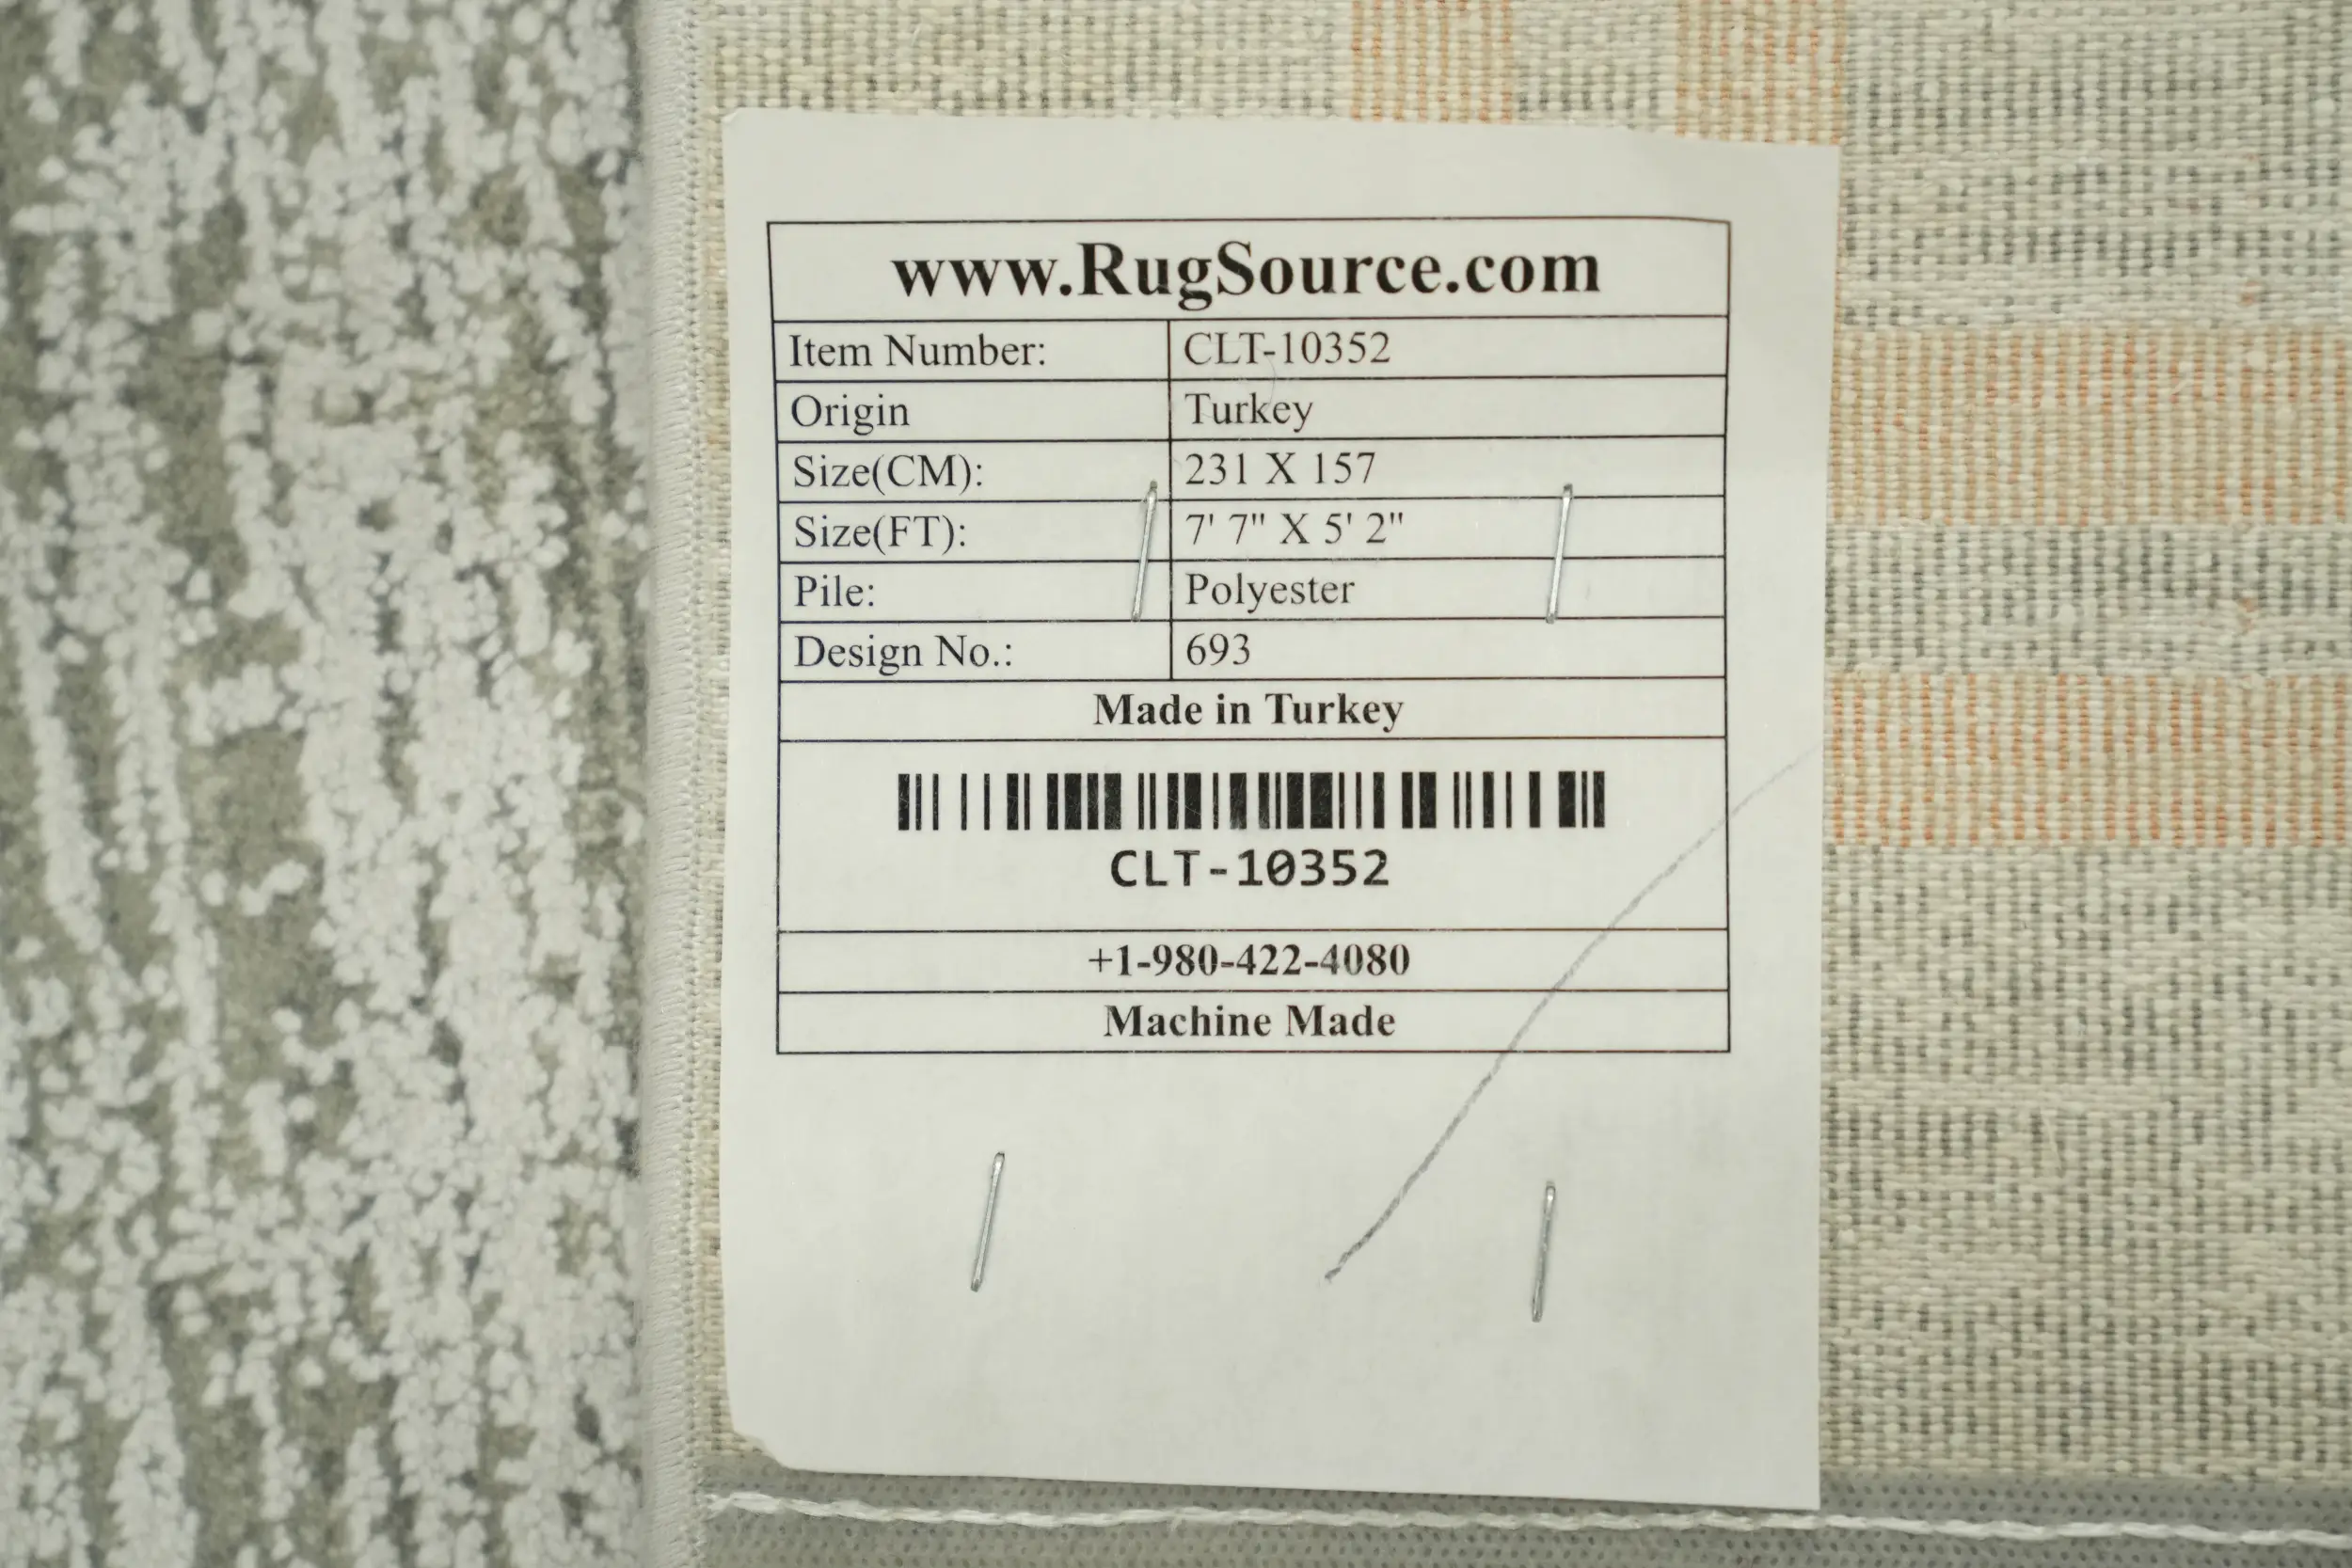 www.RugSource.com
Item Number: CLT-10352
Origin Turkey
Size(CM): 231 X 157
Size(FT): 7' 7" X 5' 2"
Pile: Polyester
Design No.: 693
Made in Turkey
CLT-10352
+1-980-422-4080
Machine Made